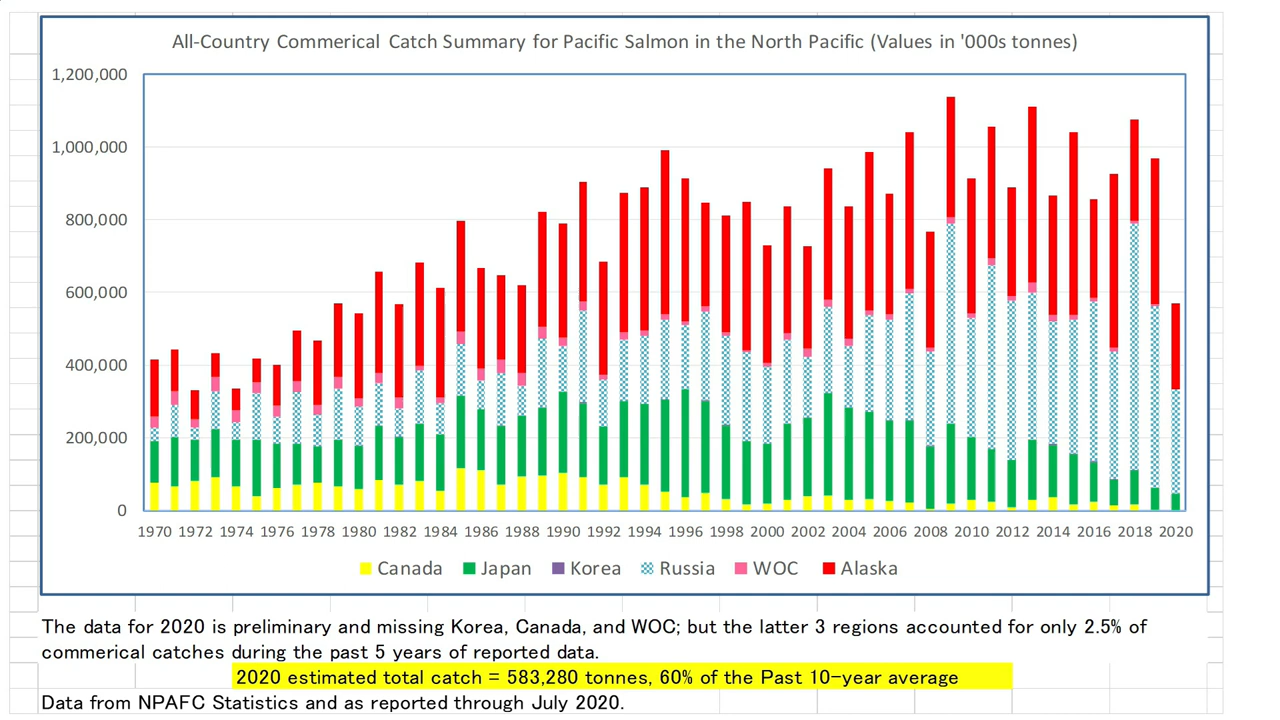 All-Country Commerical Catch Summary for Pacific Salmon in the North Pacific (Values in '000s tonnes)
1,200,000
1,000,000
800,000
600,000
400,000
200,000
0
1970 1972 1974 1976 1978 1980 1982 1984 1986 1988 1990 1992 1994 1996 1998 2000 2002 2004 2006 2008 2010 2012 2014 2016 2018 2020
Canada Japan Korea Russia WOC Alaska
The data for 2020 is preliminary and missing Korea, Canada, and WOC; but the latter 3 regions accounted for only 2.5% of
commerical catches during the past 5 years of reported data.
2020 estimated total catch = 583,280 tonnes, 60% of the Past 10-year average
Data from NPAFC Statistics and as reported through July 2020.